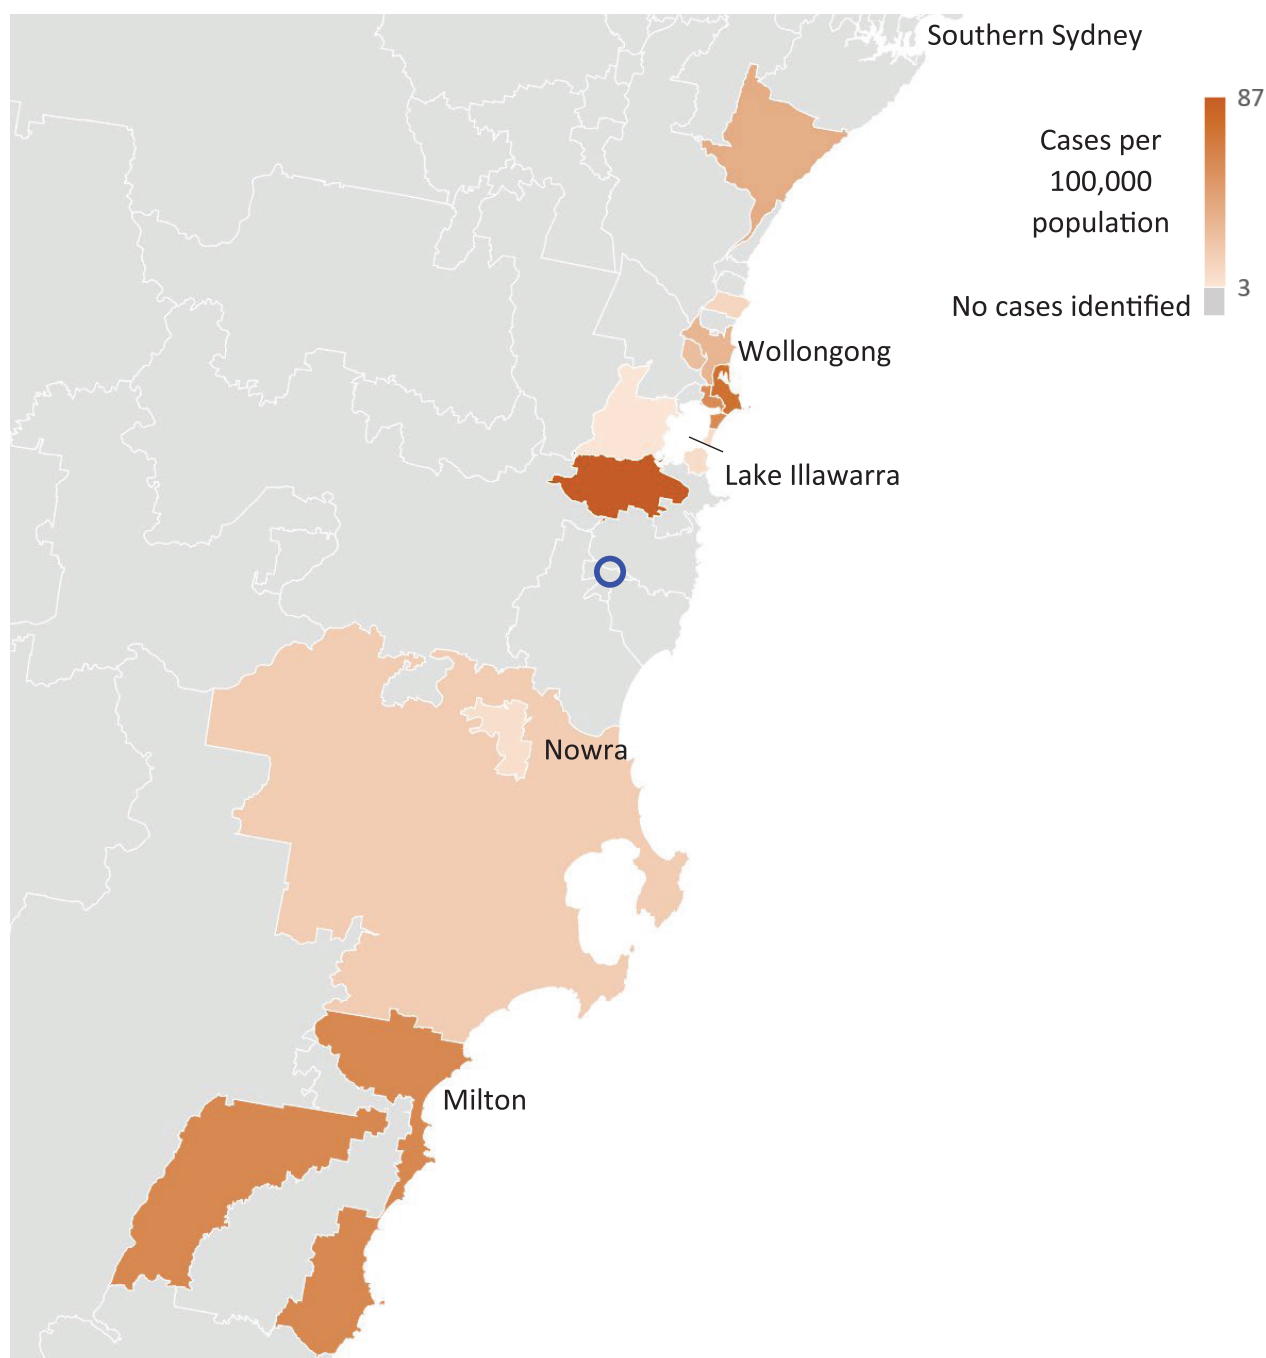 Southern Sydney
87
Cases per
100,000
population
3
No cases identified
Wollongong
Lake Illawarra
Nowra
Milton